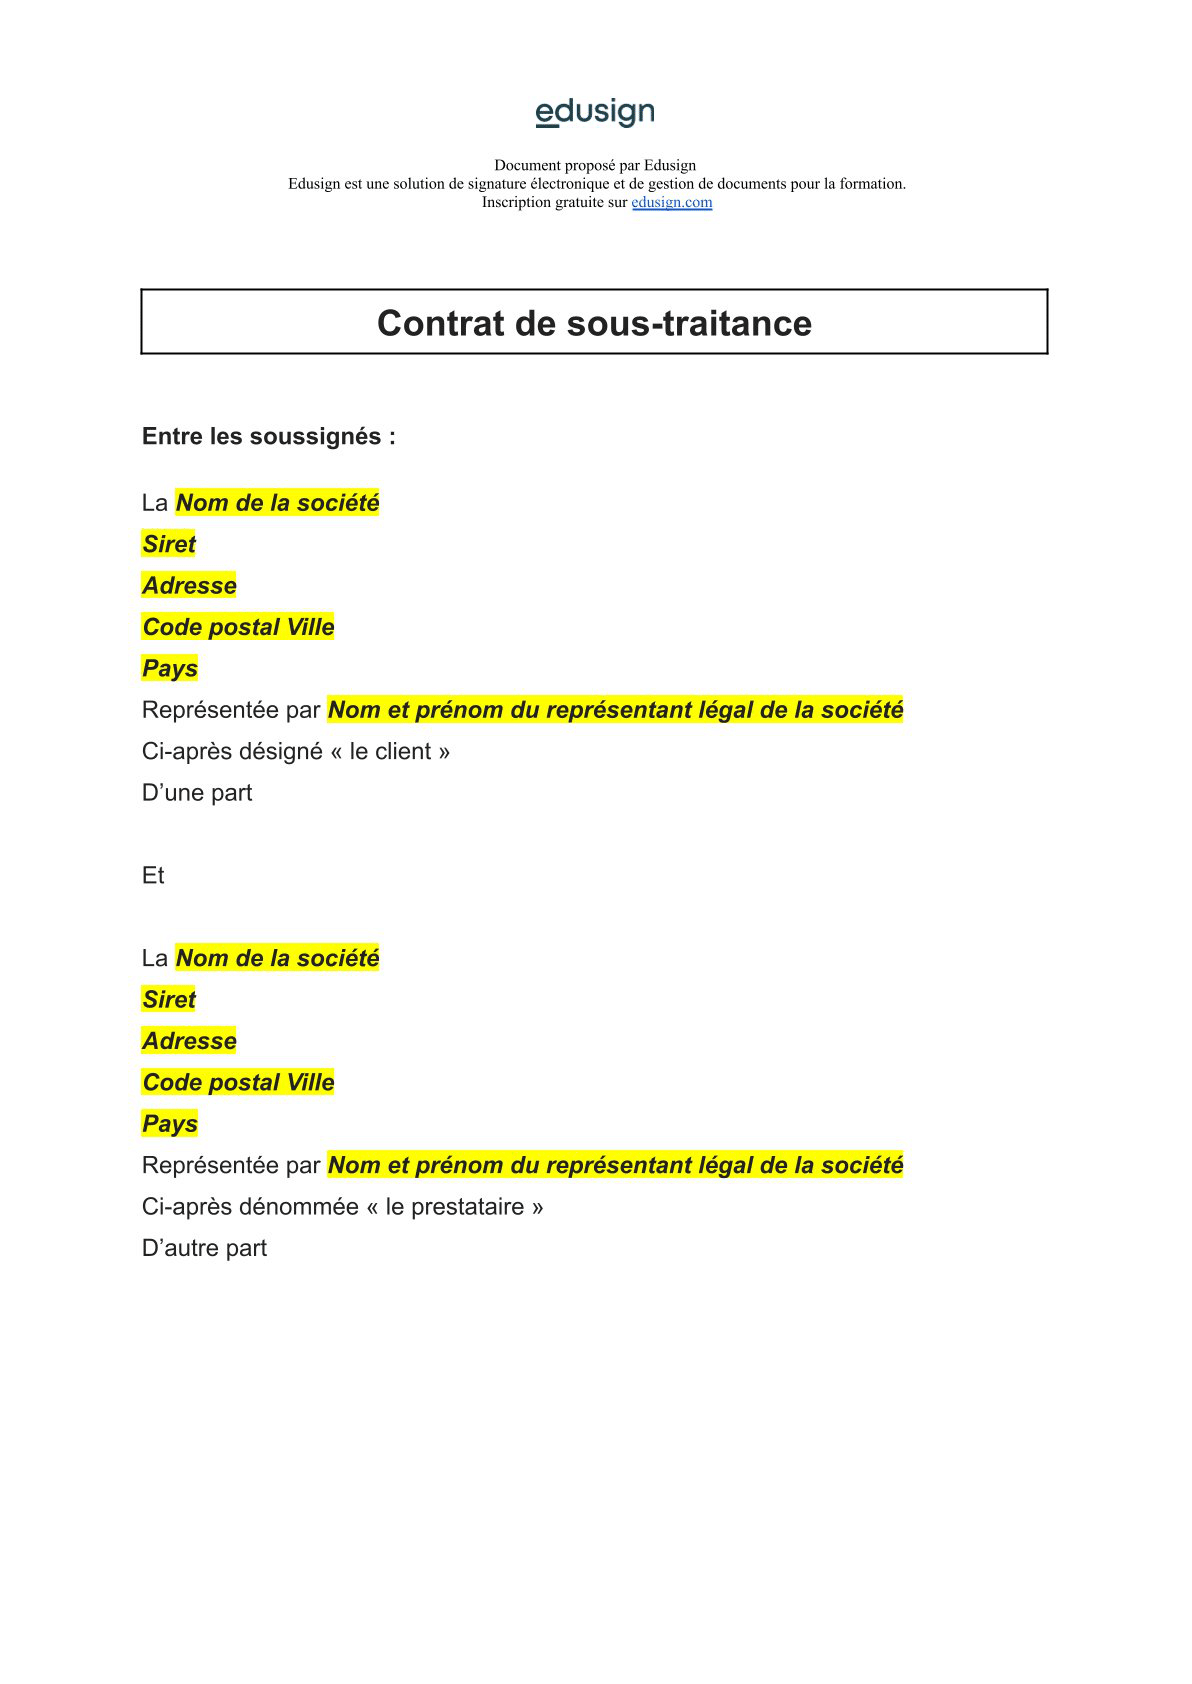 edusign
Document proposé par Edusign
Edusign est une solution de signature électronique et de gestion de documents pour la formation.
Inscription gratuite sur edusign.com
Contrat de sous-traitance
Entre les soussignés :
La Nom de la société
Siret
Adresse
Code postal Ville
Pays
Représentée par Nom et prénom du représentant légal de la société
Ci-après désigné « le client »
D’une part
Et
La Nom de la société
Siret
Adresse
Code postal Ville
Pays
Représentée par Nom et prénom du représentant légal de la société
Ci-après dénommée « le prestataire »
D’autre part